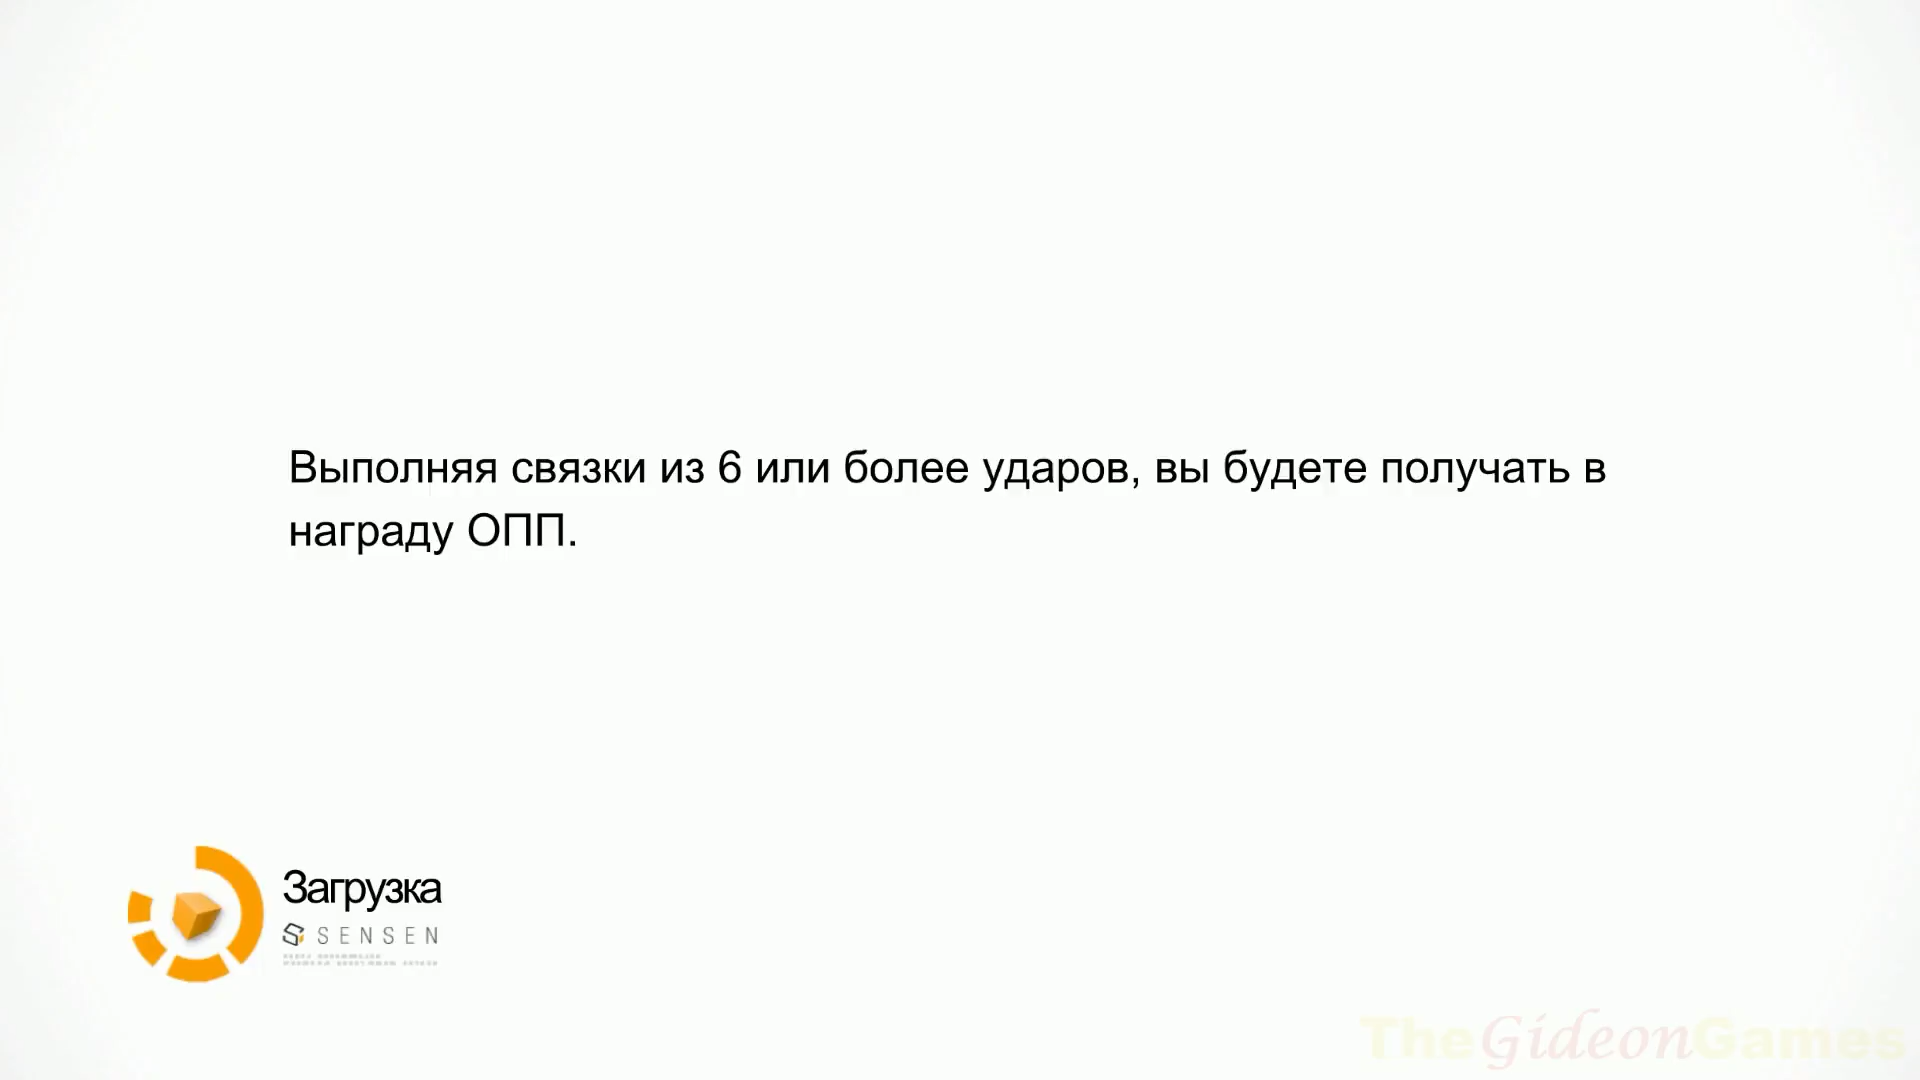 Выполняя связки из 6 или более ударов, вы будете получать в
награду ОПП.
Загрузка
SENSEN
TheGideonGames